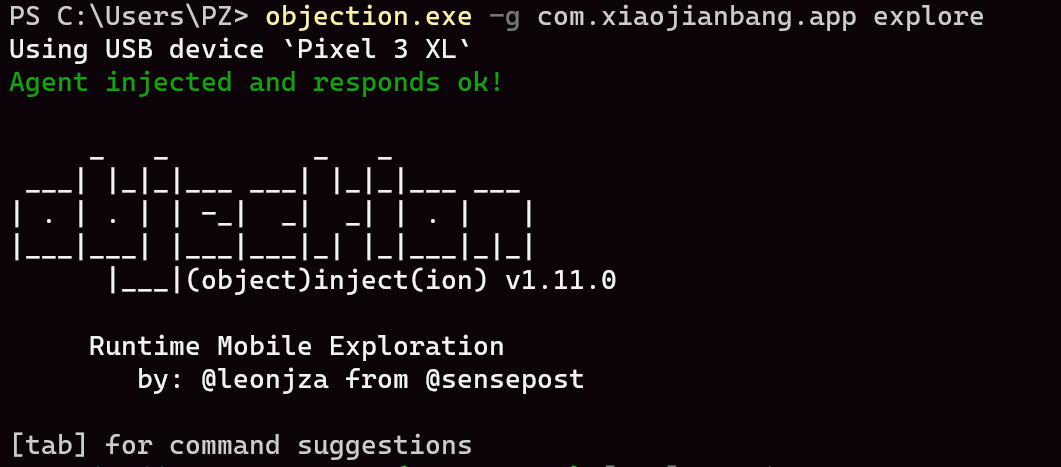 PS C:\Users\PZ> objection.exe -g com.xiaojianbang.app explore
Using USB device `Pixel 3 XL`
Agent injected and responds ok!
     _   _         _   _
 ___| |_|_|___ ___| |_|_|___ ___
| . | . | | -_|  _|  _| | . |   |
|___|___| |___|___|_| |_|___|_|_|
      |___|(object)inject(ion) v1.11.0
     Runtime Mobile Exploration
        by: @leonjza from @sensepost
[tab] for command suggestions